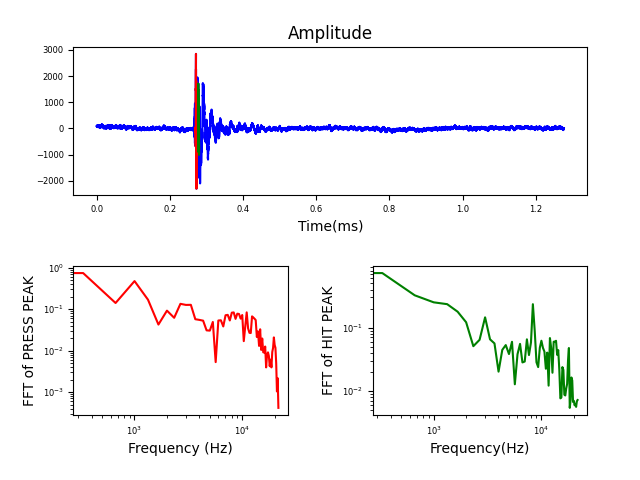 Amplitude
3000
2000
1000
0
−1000
−2000
0.0 0.2 0.4 0.6 0.8 1.0 1.2
Time(ms)
FFT of PRESS PEAK
10⁰
10⁻¹
10⁻²
10⁻³
10³ 10⁴
Frequency (Hz)
FFT of HIT PEAK
10⁻¹
10⁻²
10³ 10⁴
Frequency(Hz)